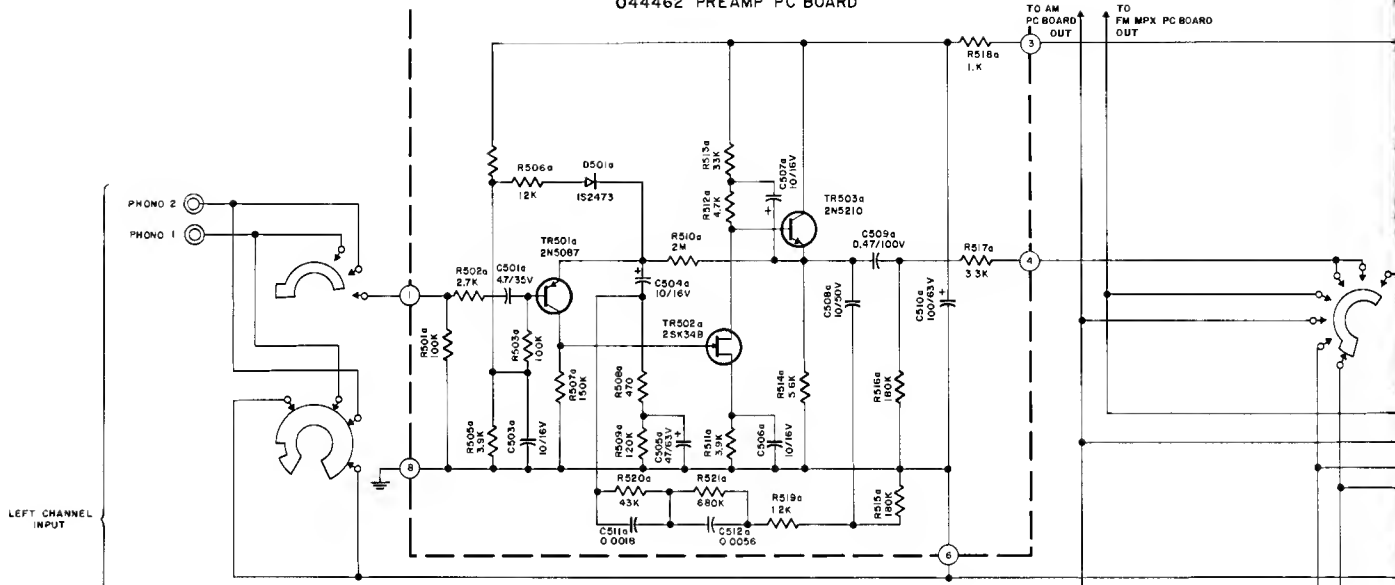 044462 PREAMP PC BOARD
TO AM
PC BOARD
OUT
TO
FM MPX PC BOARD
OUT
R518a
1.K
3
R506a
12K
D501a
1S2473
R513a
33K
C507a
10/16V
R512a
4.7K
TR503a
2N5210
PHONO 2
PHONO 1
TR501a
2N5087
R510a
2M
C509a
0.47/100V
R517a
3.3K
4
R502a
2.7K
C501a
4.7/35V
C504a
10/16V
1
R501a
100K
R503a
100K
TR502a
2SK34B
C508a
10/50V
C510a
100/63V
R507a
150K
R508a
470
R514a
5.6K
R516a
180K
R505a
3.9K
C503a
10/16V
R509a
120K
C505a
47/63V
R511a
3.9K
C506a
10/16V
8
R520a
43K
R521a
680K
R519a
1.2K
R515a
180K
C511a
0.0018
C512a
0.0056
6
LEFT CHANNEL
INPUT